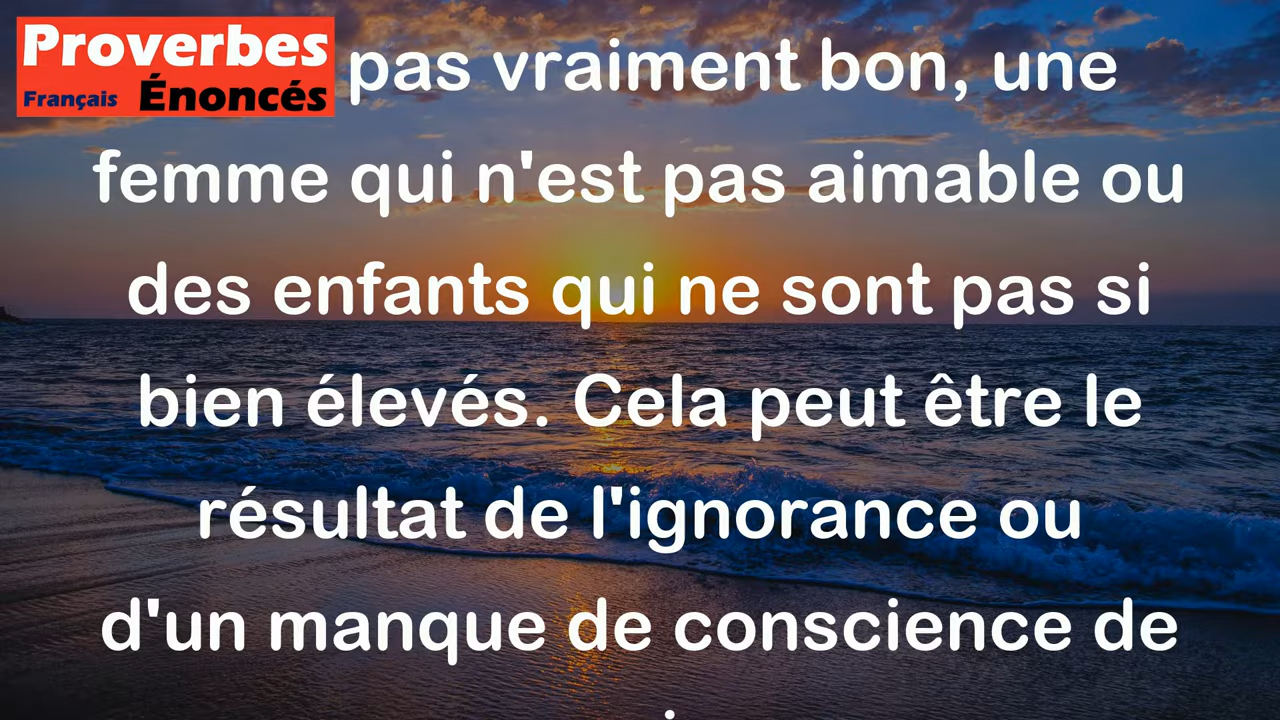 Proverbes
Français Énoncés
pas vraiment bon, une
femme qui n'est pas aimable ou
des enfants qui ne sont pas si
bien élevés. Cela peut être le
résultat de l'ignorance ou
d'un manque de conscience de